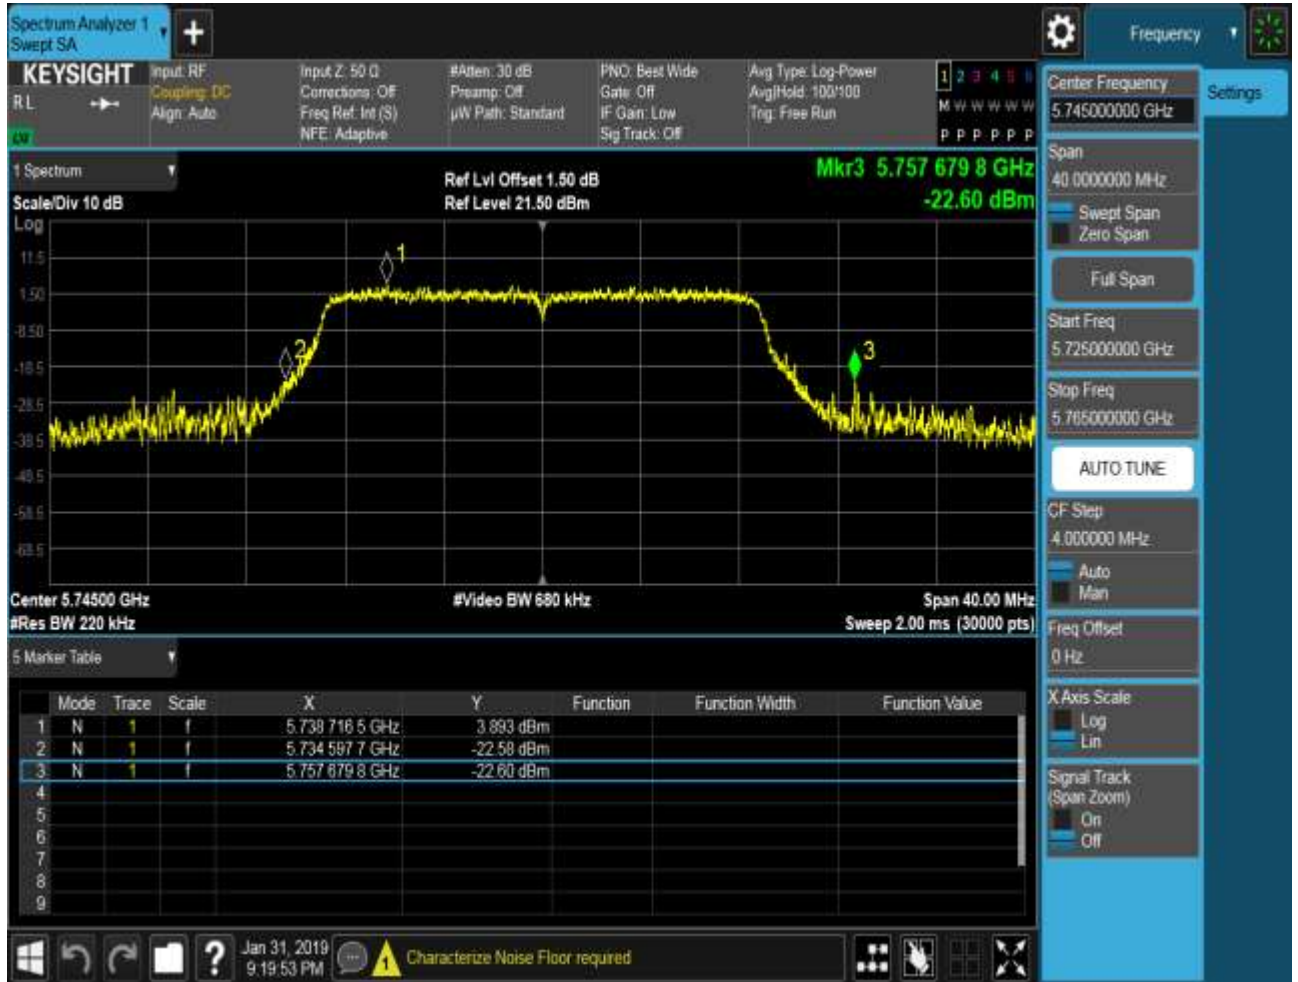 Spectrum Analyzer 1
Swept SA
Frequency
KEYSIGHT
R L
Input: RF
Coupling: DC
Align: Auto
Input Z: 50 Ω
Corrections: Off
Freq Ref: Int (S)
NFE: Adaptive
#Atten: 30 dB
Preamp: Off
µW Path: Standard
PNO: Best Wide
Gate: Off
IF Gain: Low
Sig Track: Off
Avg Type: Log-Power
Avg|Hold: 100/100
Trig: Free Run
1 2 3 4 5 6
M W W W W W
P P P P P P
1 Spectrum
Scale/Div 10 dB
Ref Lvl Offset 1.50 dB
Ref Level 21.50 dBm
Mkr3 5.757 679 8 GHz
-22.60 dBm
Log
11.5
1.50
-8.50
-18.5
-28.5
-38.5
-48.5
-58.5
-68.5
1
2
3
Center 5.74500 GHz
#Video BW 680 kHz
Span 40.00 MHz
#Res BW 220 kHz
Sweep 2.00 ms (30000 pts)
5 Marker Table
Mode Trace Scale X Y Function Function Width Function Value
1 N 1 f 5.738 716 5 GHz 3.893 dBm
2 N 1 f 5.734 597 7 GHz -22.58 dBm
3 N 1 f 5.757 679 8 GHz -22.60 dBm
4
5
6
7
8
9
Jan 31, 2019
9:19:53 PM
1
Characterize Noise Floor required
Settings
Center Frequency
5.745000000 GHz
Span
40.0000000 MHz
Swept Span
Zero Span
Full Span
Start Freq
5.725000000 GHz
Stop Freq
5.765000000 GHz
AUTO TUNE
CF Step
4.000000 MHz
Auto
Man
Freq Offset
0 Hz
X Axis Scale
Log
Lin
Signal Track
(Span Zoom)
On
Off